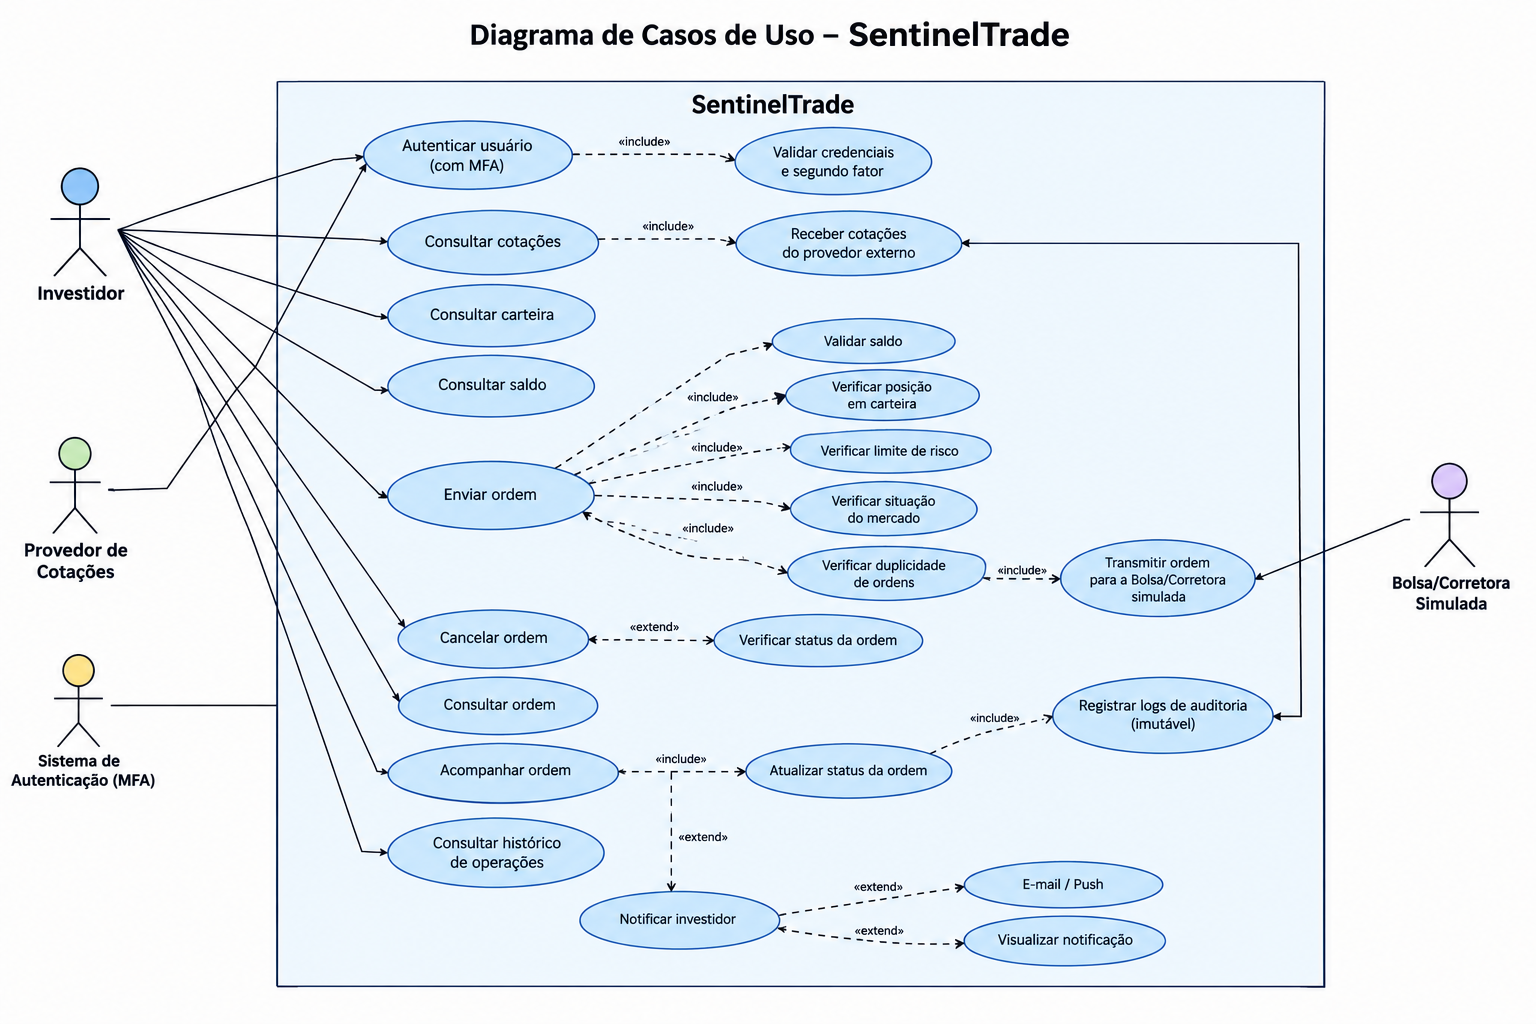 Diagrama de Casos de Uso – SentinelTrade
SentinelTrade
Autenticar usuário
(com MFA)
«include»
Validar credenciais
e segundo fator
Investidor
Consultar cotações
«include»
Receber cotações
do provedor externo
Consultar carteira
Consultar saldo
Validar saldo
«include»
Verificar posição
em carteira
«include»
Verificar limite de risco
Enviar ordem
«include»
Verificar situação
do mercado
«include»
Verificar duplicidade
de ordens
«include»
Transmitir ordem
para a Bolsa/Corretora
simulada
Provedor de
Cotações
Bolsa/Corretora
Simulada
Cancelar ordem
«extend»
Verificar status da ordem
Consultar ordem
«include»
Registrar logs de auditoria
(imutável)
Sistema de
Autenticação (MFA)
Acompanhar ordem
«include»
Atualizar status da ordem
«extend»
Consultar histórico
de operações
Notificar investidor
«extend»
E-mail / Push
«extend»
Visualizar notificação